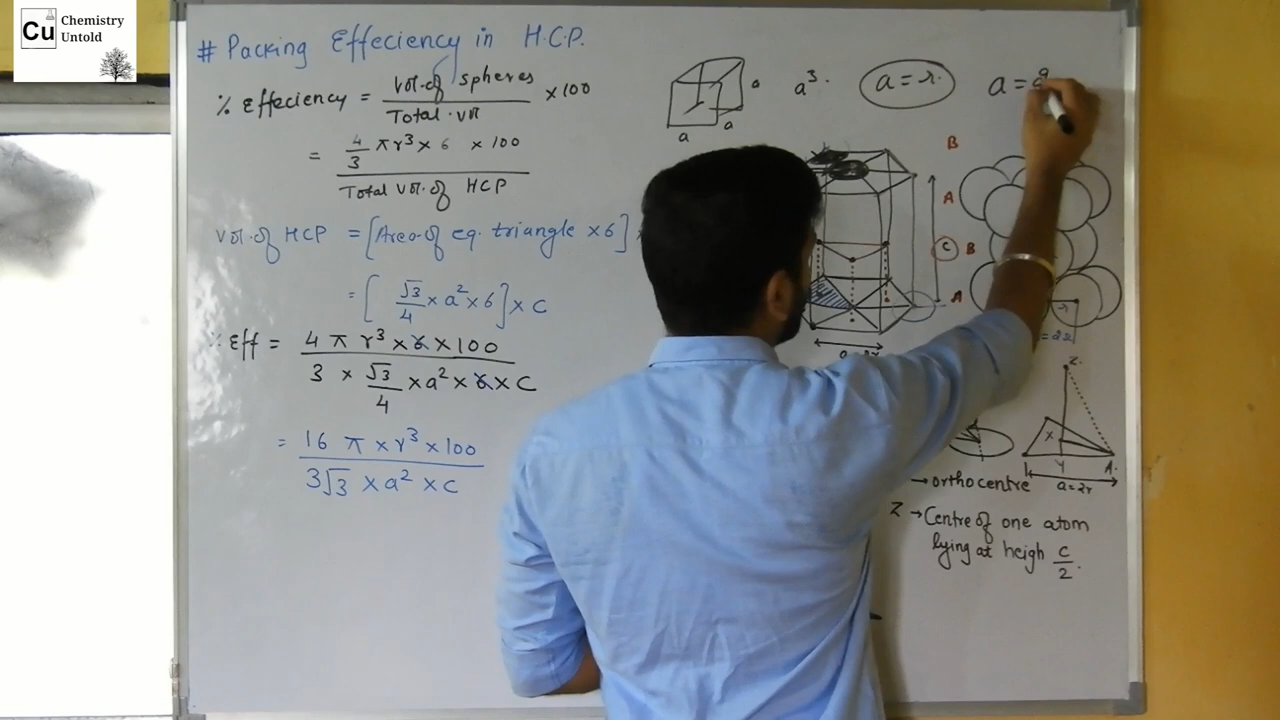 Cu Chemistry
Untold
# Packing Effeciency in H.C.P.
% Effeciency = Vol. of spheres / Total. vol × 100
= 4/3 πr³ × 6 × 100 / Total vol. of HCP
Vol. of HCP = [Area of eq. triangle × 6]
= [√3/4 × a² × 6] × C
% Eff = 4 π r³ × 6 × 100 / 3 × √3/4 × a² × 6 × C
= 16 π × r³ × 100 / 3√3 × a² × C
a
a
a
a³.
a = r.
a =
B
A
C
B
A
r
= 2r
Z.
X
Y
A.
a = 2r
→ orthocentre
Z → Centre of one atom
lying at heigh C/2.